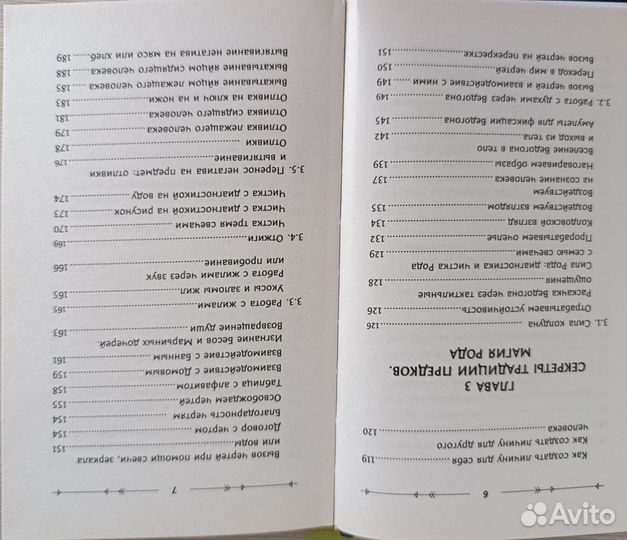 6
Как создать личину для себя ........119
Как создать личину для другого
человека ........120
ГЛАВА 3
СЕКРЕТЫ ТРАДИЦИИ ПРЕДКОВ.
МАГИЯ РОДА
3.1. Сила колдуна ........126
Отрабатываем устойчивость ........126
Раскачка Ведогона через тактильные
ощущения ........128
Сила Рода: диагностика и чистка Рода
с семью свечами ........129
Прорабатываем очелье ........132
Колдовской взгляд ........134
Воздействуем взглядом ........135
Воздействуем
на сознание человека ........137
Наговариваем образы ........139
Вселение Ведогона в тело
и выход из тела ........142
Амулеты для фиксации Ведогона ........145
3.2. Работа с духами через Ведогона ........149
Вызов чертей и взаимодействие с ними ........149
Переход в мир чертей ........150
Вызов чертей на перекрестке ........151
7
Вызов чертей при помощи свечи, зеркала
или воды ........151
Договор с чертом ........154
Благодарность чертям ........154
Освобождаем чертей ........155
Таблица с алфавитом ........158
Взаимодействие с Домовым ........159
Взаимодействие с Банным ........161
Изгнание бесов и Марьиных дочерей.
Возвращение души ........163
3.3. Работа с жилами ........165
Укосы и заломы жил ........165
Работа с жилами через звук
или пробование ........166
3.4. Отжиги ........169
Чистка тремя свечами ........170
Чистка с диагностикой на рисунок ........173
Чистка с диагностикой на воду ........174
3.5. Перенос негатива на предмет: отливки
и вытягивание ........176
Отливки ........178
Отливка лежащего человека ........179
Отливка сидящего человека ........181
Отливка на ключ и на ножи ........183
Выкатывание яйцом лежащего человека ........185
Выкатывание яйцом сидящего человека ........188
Вытягивание негатива на мясо или хлеб ........189
Avito